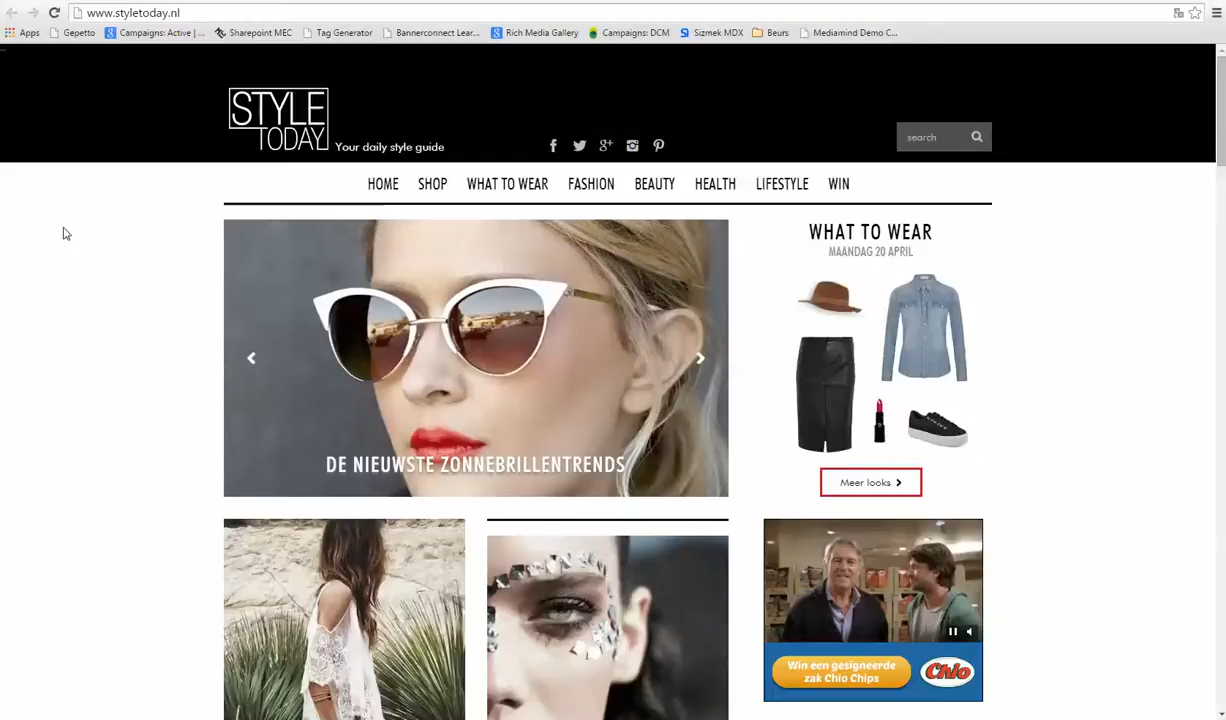 www.styletoday.nl
Apps Gepetto Campaigns: Active |... Sharepoint MEC Tag Generator Bannerconnect Lear... Rich Media Gallery Campaigns: DCM Sizmek MDX Beurs Mediamind Demo C...
STYLE
TODAY
Your daily style guide
search
HOME SHOP WHAT TO WEAR FASHION BEAUTY HEALTH LIFESTYLE WIN
WHAT TO WEAR
MAANDAG 20 APRIL
DE NIEUWSTE ZONNEBRILLENTRENDS
Meer looks
Win een gesigneerde
zak Chio Chips
Chio